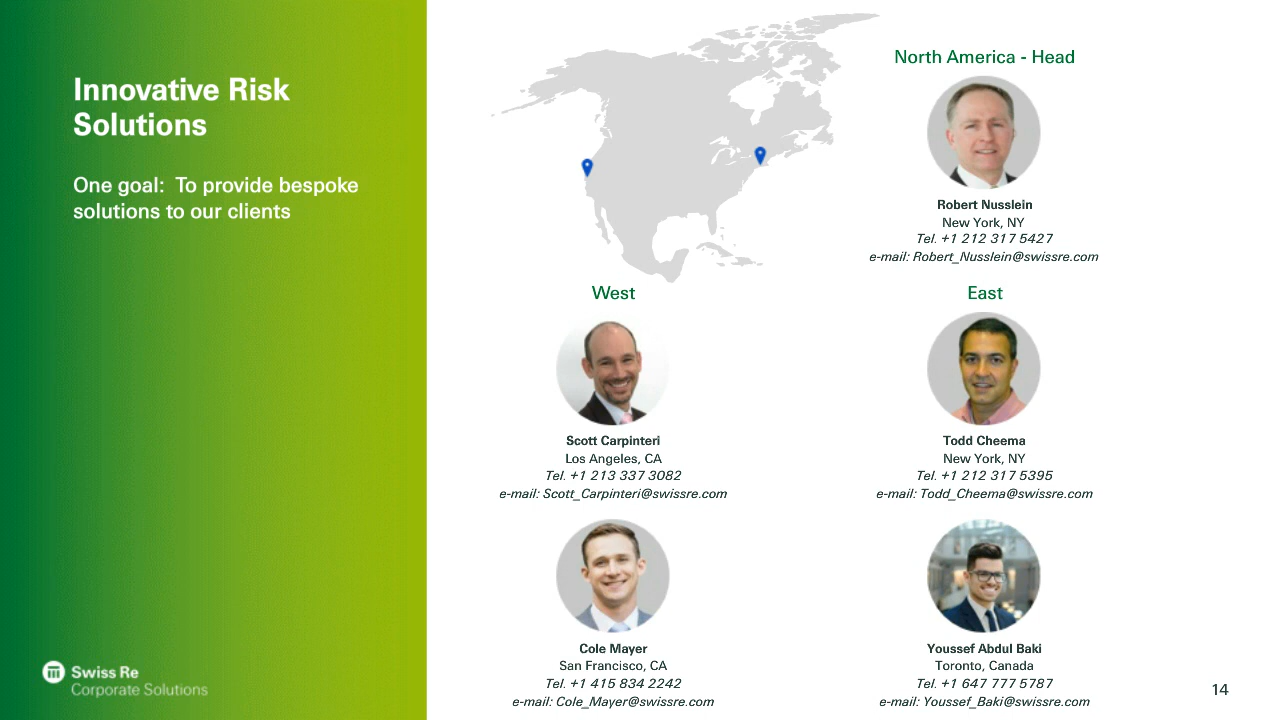 Innovative Risk
Solutions
One goal:  To provide bespoke
solutions to our clients
North America - Head
Robert Nusslein
New York, NY
Tel. +1 212 317 5427
e-mail: Robert_Nusslein@swissre.com
West
Scott Carpinteri
Los Angeles, CA
Tel. +1 213 337 3082
e-mail: Scott_Carpinteri@swissre.com
East
Todd Cheema
New York, NY
Tel. +1 212 317 5395
e-mail: Todd_Cheema@swissre.com
Cole Mayer
San Francisco, CA
Tel. +1 415 834 2242
e-mail: Cole_Mayer@swissre.com
Youssef Abdul Baki
Toronto, Canada
Tel. +1 647 777 5787
e-mail: Youssef_Baki@swissre.com
Swiss Re
Corporate Solutions
14